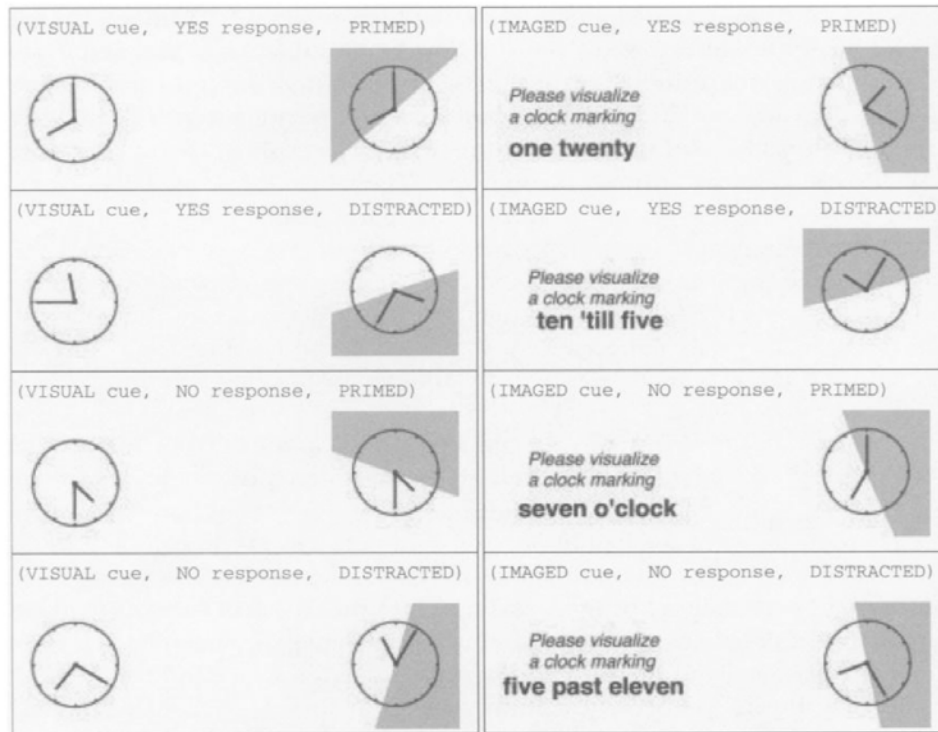 (VISUAL cue, YES response, PRIMED)
(IMAGED cue, YES response, PRIMED)
Please visualize
a clock marking
one twenty
(VISUAL cue, YES response, DISTRACTED)
(IMAGED cue, YES response, DISTRACTED
Please visualize
a clock marking
ten 'till five
(VISUAL cue, NO response, PRIMED)
(IMAGED cue, NO response, PRIMED)
Please visualize
a clock marking
seven o'clock
(VISUAL cue, NO response, DISTRACTED)
(IMAGED cue, NO response, DISTRACTED)
Please visualize
a clock marking
five past eleven